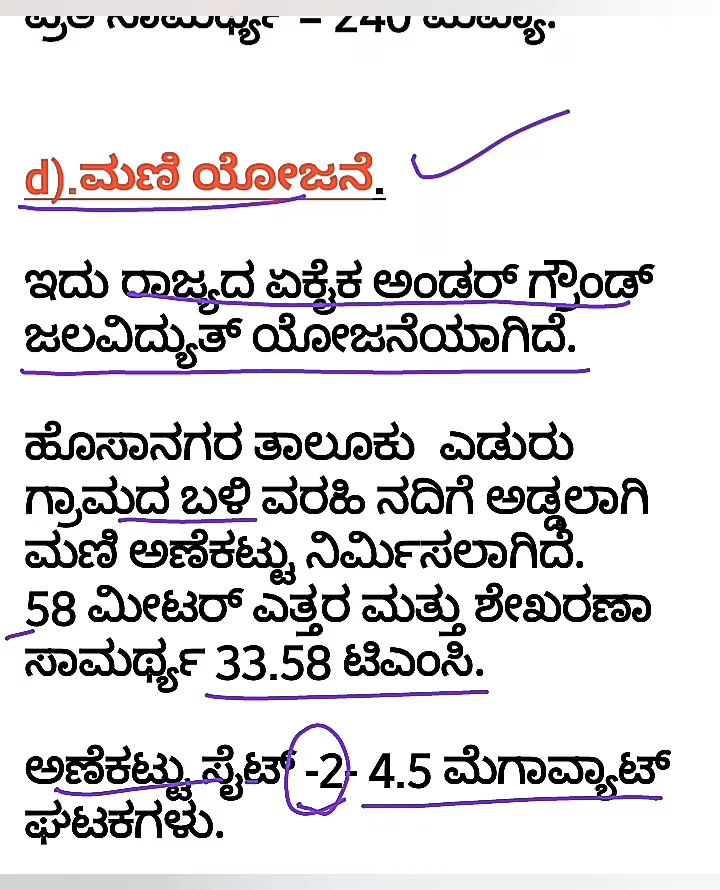 – 240
d).ಮಣಿ ಯೋಜನೆ.
ಇದು ರಾಜ್ಯದ ಏಕೈಕ ಅಂಡರ್ ಗ್ರೌಂಡ್
ಜಲವಿದ್ಯುತ್ ಯೋಜನೆಯಾಗಿದೆ.
ಹೊಸಾನಗರ ತಾಲೂಕು ಎಡುರು
ಗ್ರಾಮದ ಬಳಿ ವರಹಿ ನದಿಗೆ ಅಡ್ಡಲಾಗಿ
ಮಣಿ ಅಣೆಕಟ್ಟು ನಿರ್ಮಿಸಲಾಗಿದೆ.
58 ಮೀಟರ್ ಎತ್ತರ ಮತ್ತು ಶೇಖರಣಾ
ಸಾಮರ್ಥ್ಯ 33.58 ಟಿಎಂಸಿ.
ಅಣೆಕಟ್ಟು ಸೈಟ್ -2- 4.5 ಮೆಗಾವ್ಯಾಟ್
ಘಟಕಗಳು.